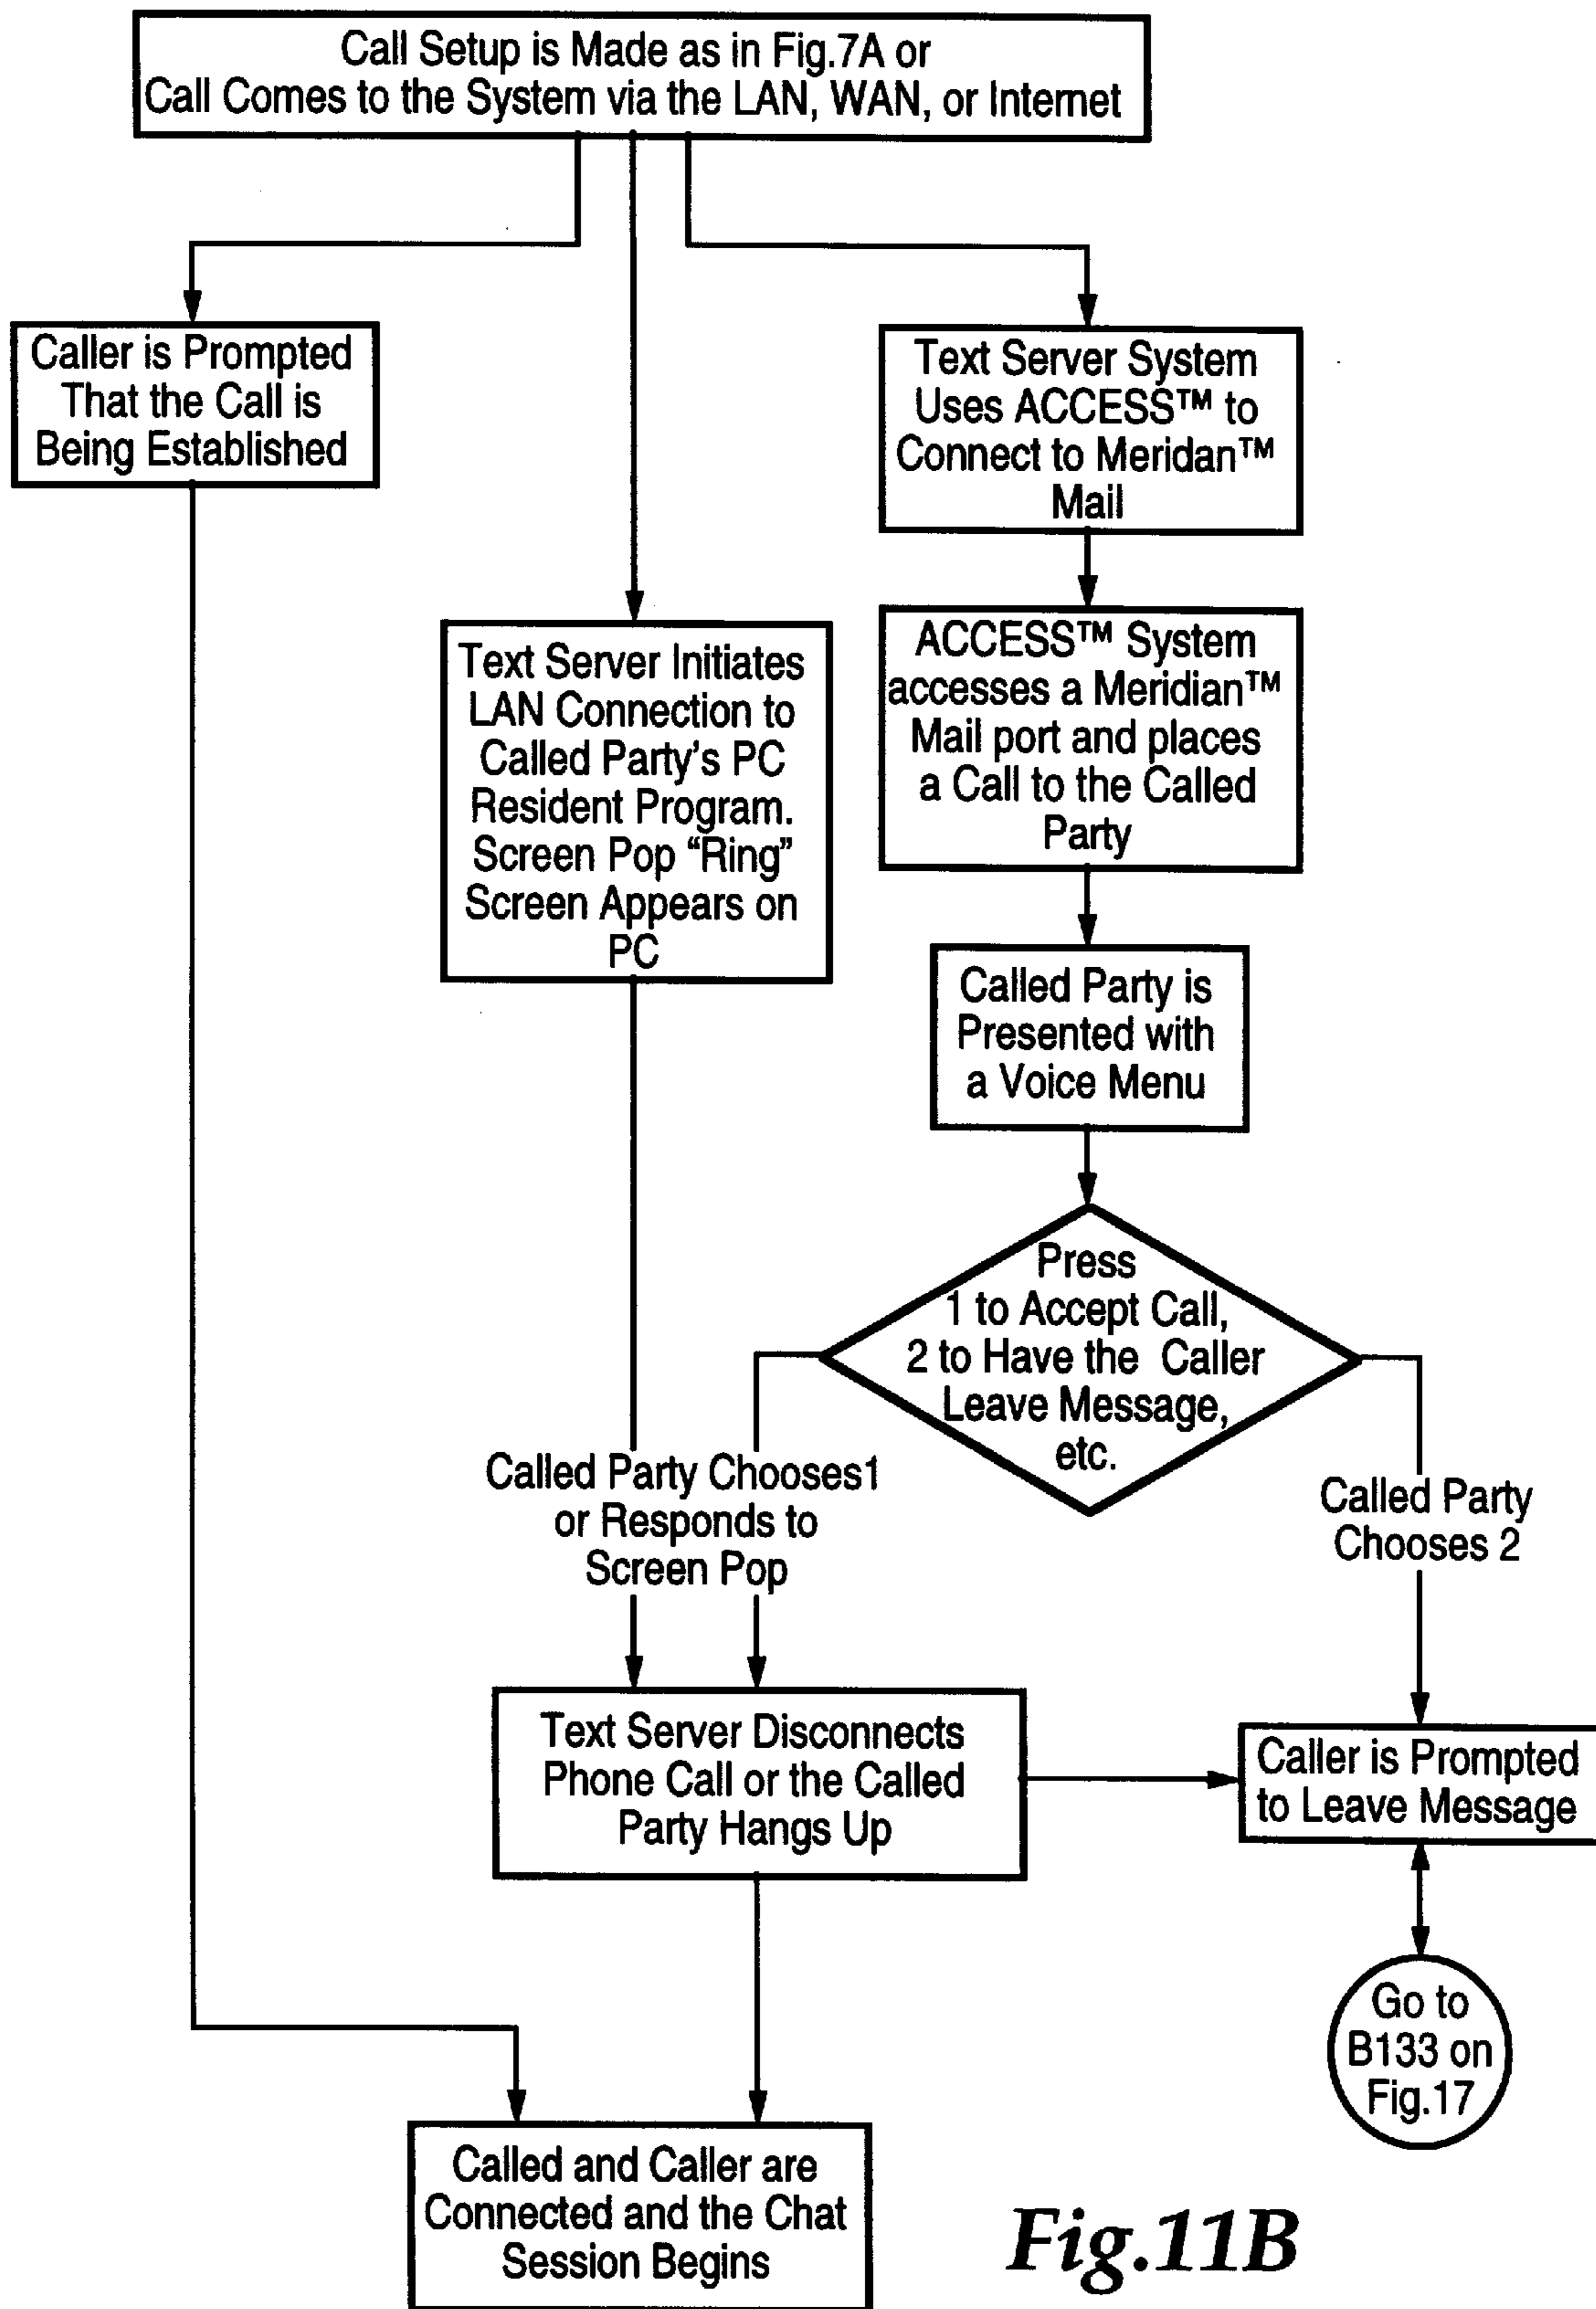 Call Setup is Made as in Fig.7A or
Call Comes to the System via the LAN, WAN, or Internet
Caller is Prompted
That the Call is
Being Established
Text Server System
Uses ACCESS™ to
Connect to Meridan™
Mail
Text Server Initiates
LAN Connection to
Called Party's PC
Resident Program.
Screen Pop “Ring”
Screen Appears on
PC
ACCESS™ System
accesses a Meridian™
Mail port and places
a Call to the Called
Party
Called Party is
Presented with
a Voice Menu
Press
1 to Accept Call,
2 to Have the Caller
Leave Message,
etc.
Called Party Chooses1
or Responds to
Screen Pop
Called Party
Chooses 2
Text Server Disconnects
Phone Call or the Called
Party Hangs Up
Caller is Prompted
to Leave Message
Go to
B133 on
Fig.17
Called and Caller are
Connected and the Chat
Session Begins
Fig.11B